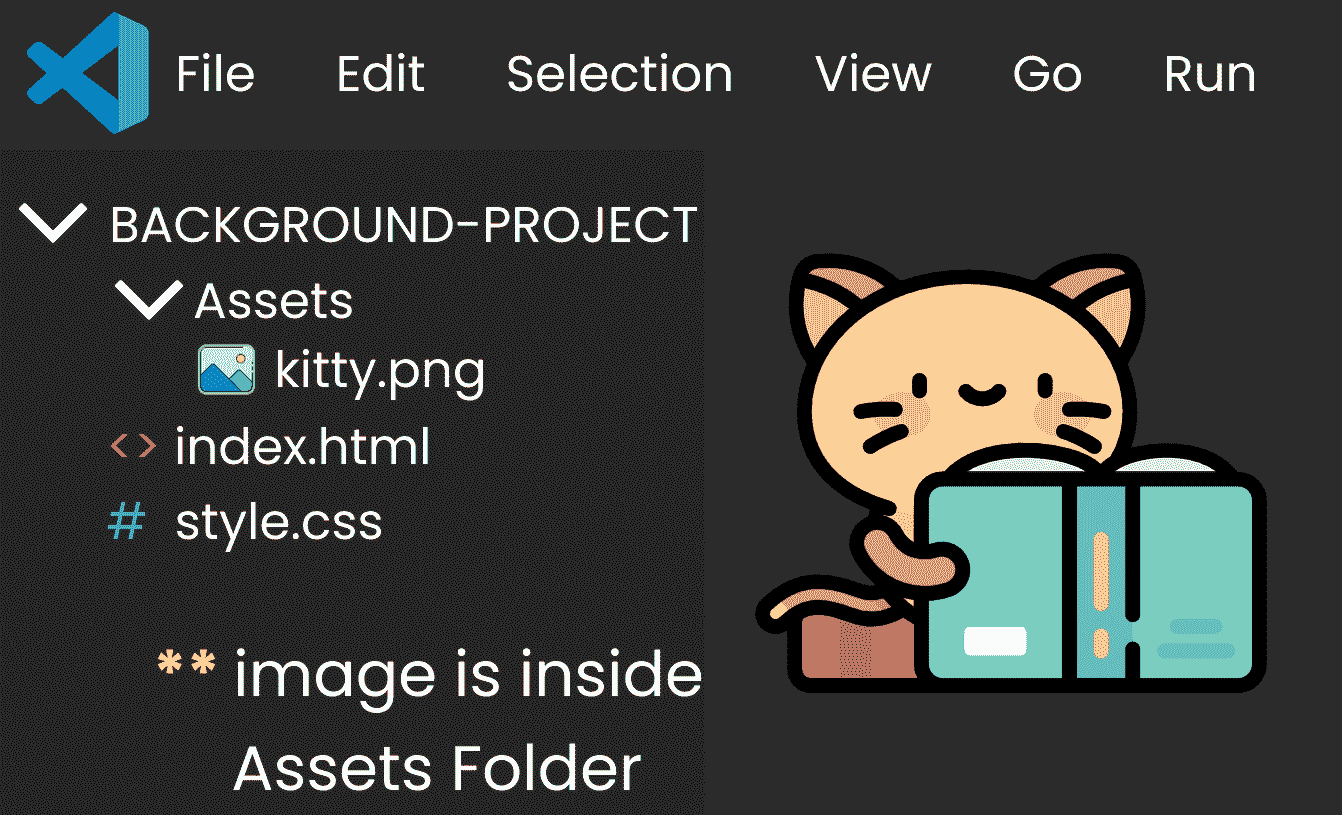 File Edit Selection View Go Run
BACKGROUND-PROJECT
Assets
kitty.png
<> index.html
# style.css
** image is inside
Assets Folder